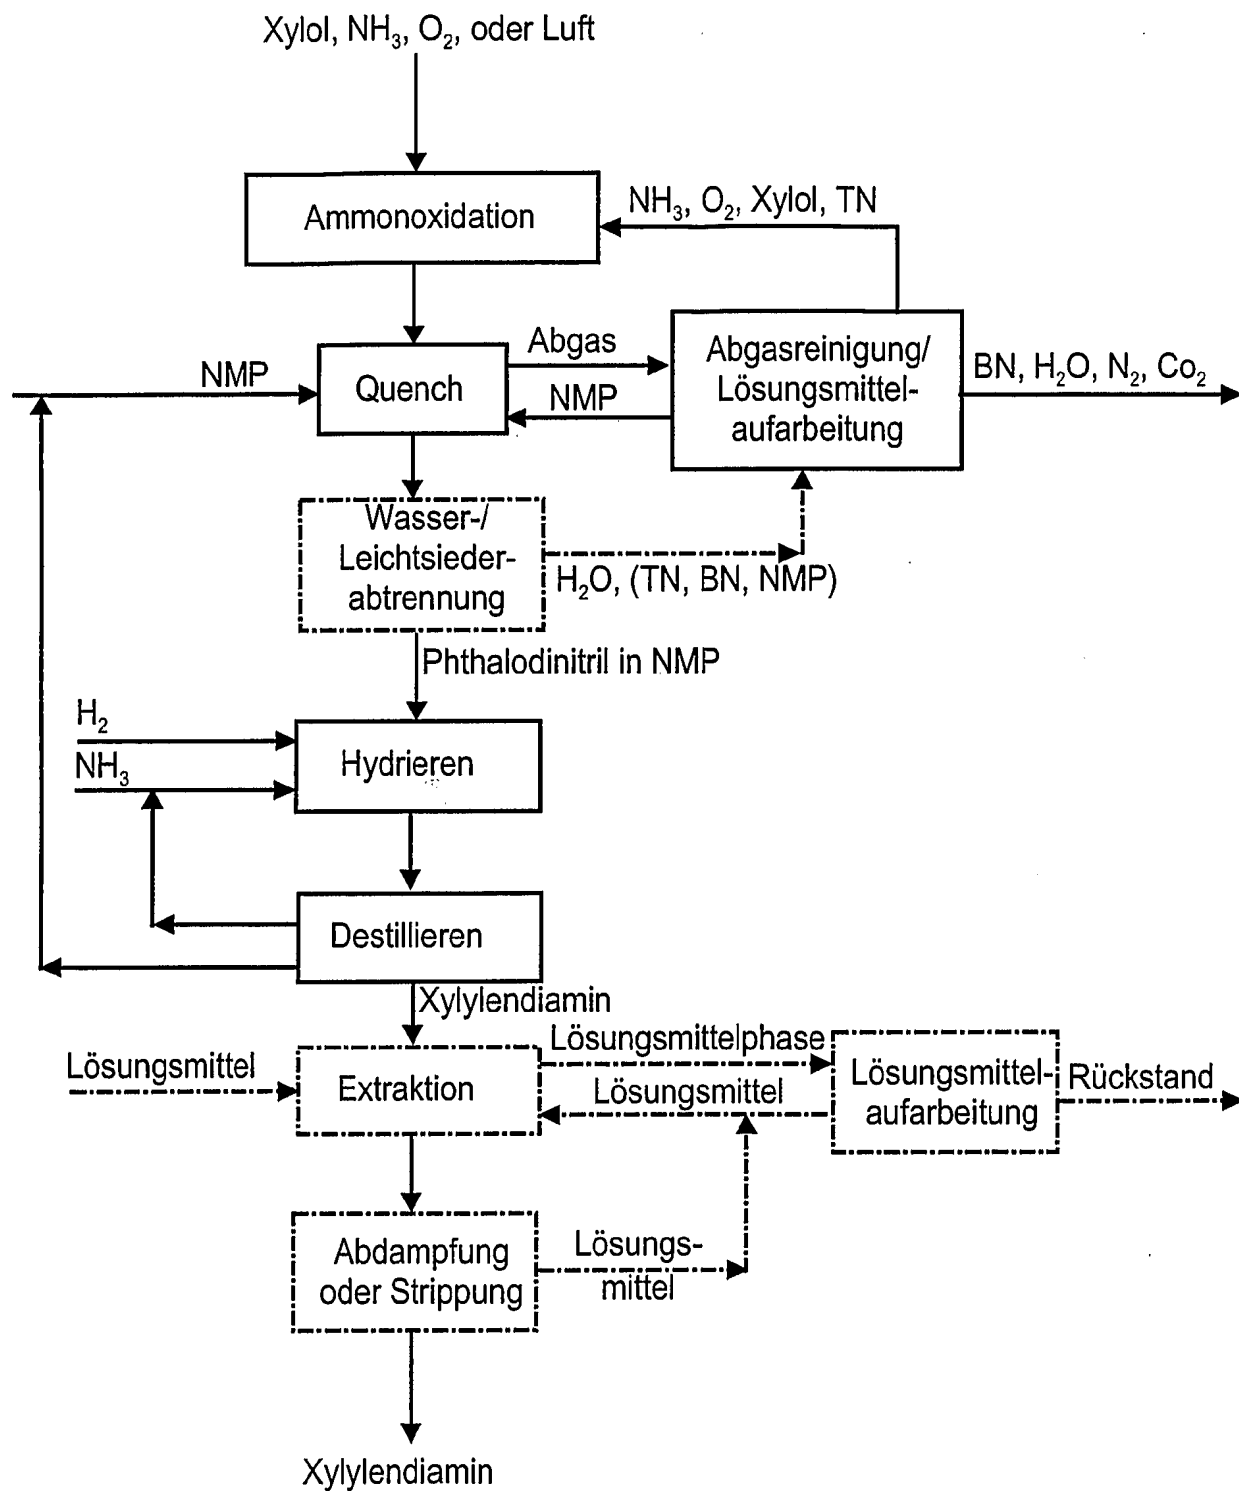 Xylol, NH₃, O₂, oder Luft
Ammonoxidation
NH₃, O₂, Xylol, TN
NMP
Quench
Abgas
NMP
Abgasreinigung/
Lösungsmittel-
aufarbeitung
BN, H₂O, N₂, Co₂
Wasser-/
Leichtsieder-
abtrennung
H₂O, (TN, BN, NMP)
Phthalodinitril in NMP
H₂
NH₃
Hydrieren
Destillieren
Xylylendiamin
Lösungsmittel
Extraktion
Lösungsmittelphase
Lösungsmittel
Lösungsmittel-
aufarbeitung
Rückstand
Abdampfung
oder Strippung
Lösungs-
mittel
Xylylendiamin